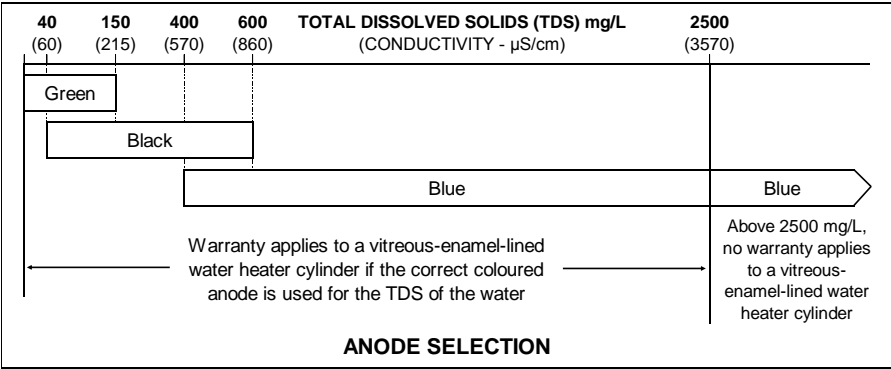 40 150 400 600 TOTAL DISSOLVED SOLIDS (TDS) mg/L 2500
(60) (215) (570) (860) (CONDUCTIVITY - µS/cm) (3570)
Green
Black
Blue Blue
Warranty applies to a vitreous-enamel-lined
water heater cylinder if the correct coloured
anode is used for the TDS of the water
Above 2500 mg/L,
no warranty applies
to a vitreous-
enamel-lined water
heater cylinder
ANODE SELECTION